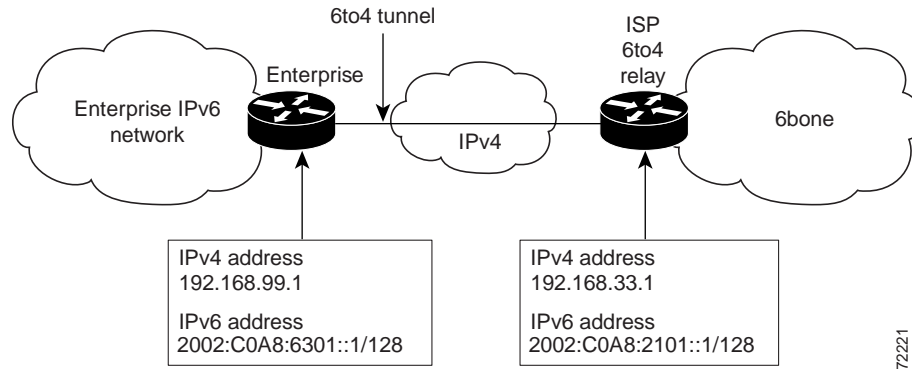 6to4 tunnel
ISP
6to4
relay
Enterprise
Enterprise IPv6
network
IPv4
6bone
IPv4 address
192.168.99.1
IPv6 address
2002:C0A8:6301::1/128
IPv4 address
192.168.33.1
IPv6 address
2002:C0A8:2101::1/128
72221